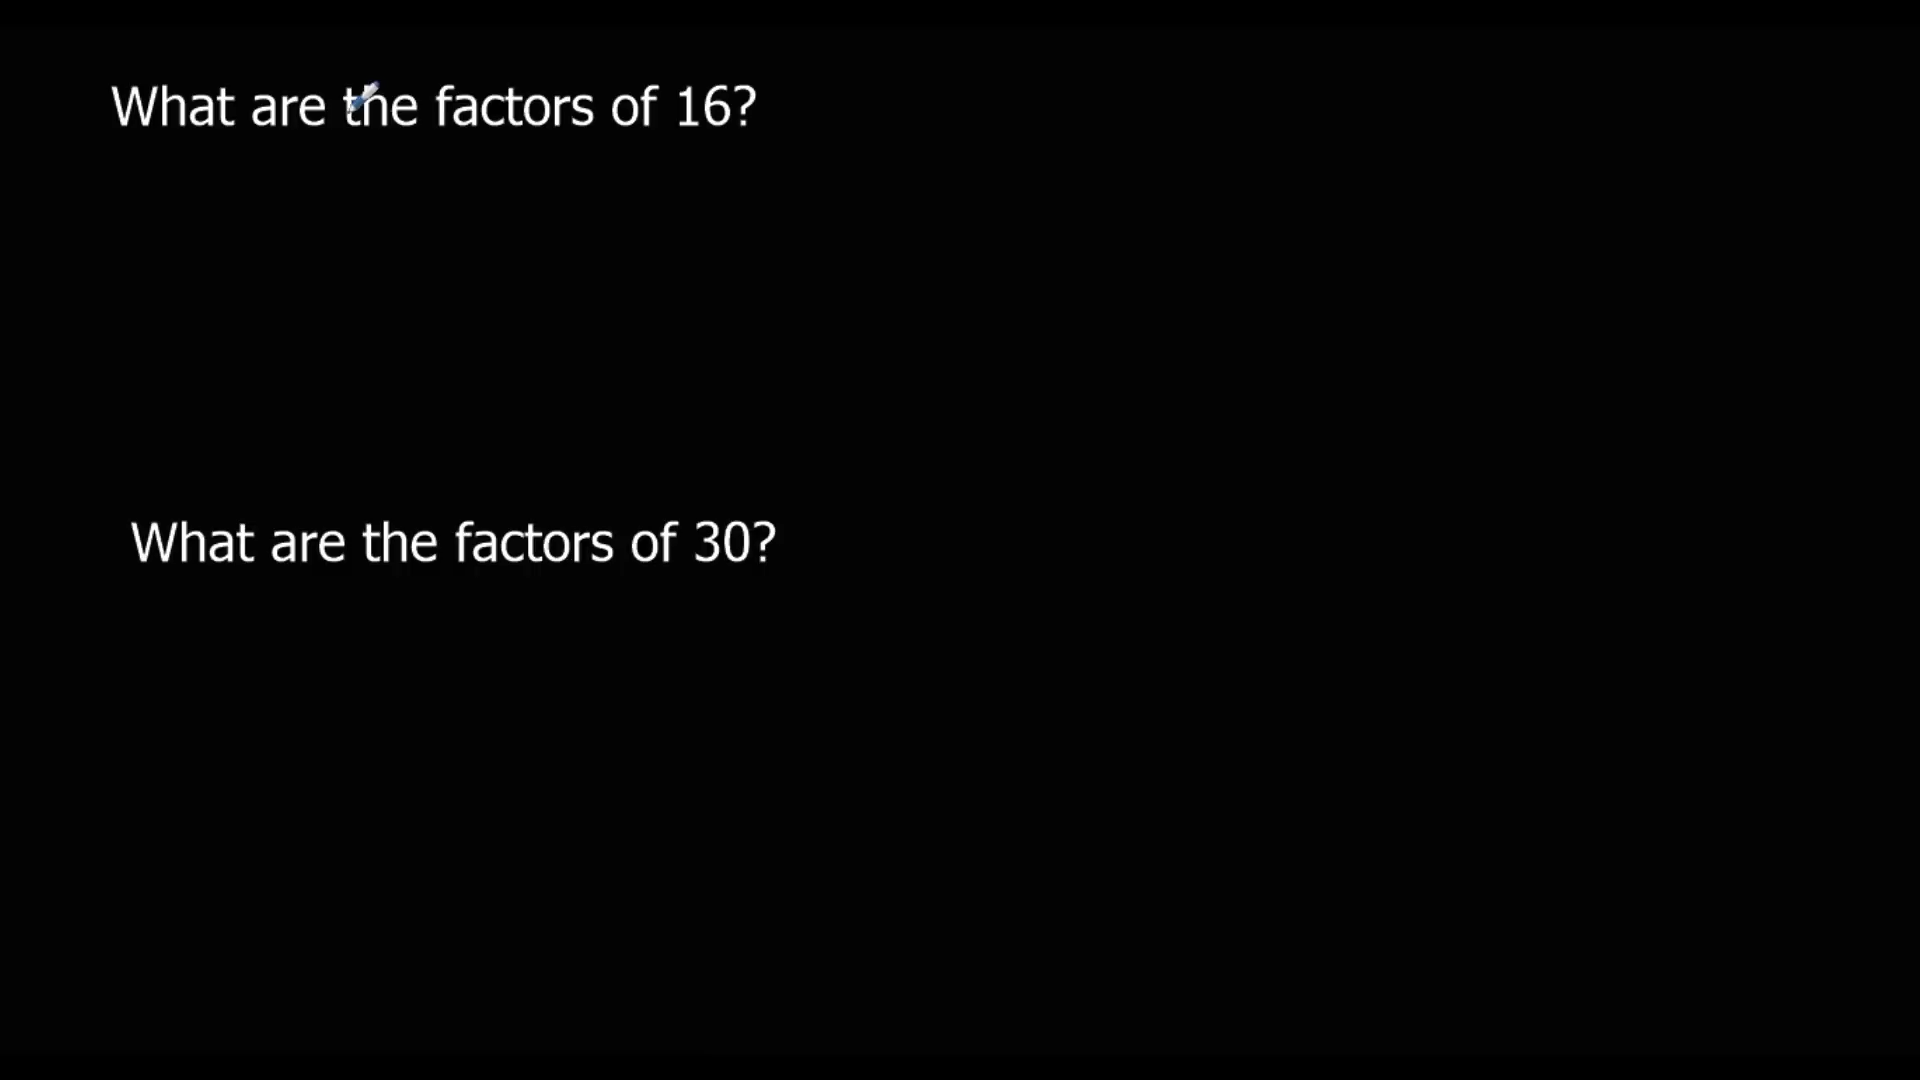 What are the factors of 16?
What are the factors of 30?